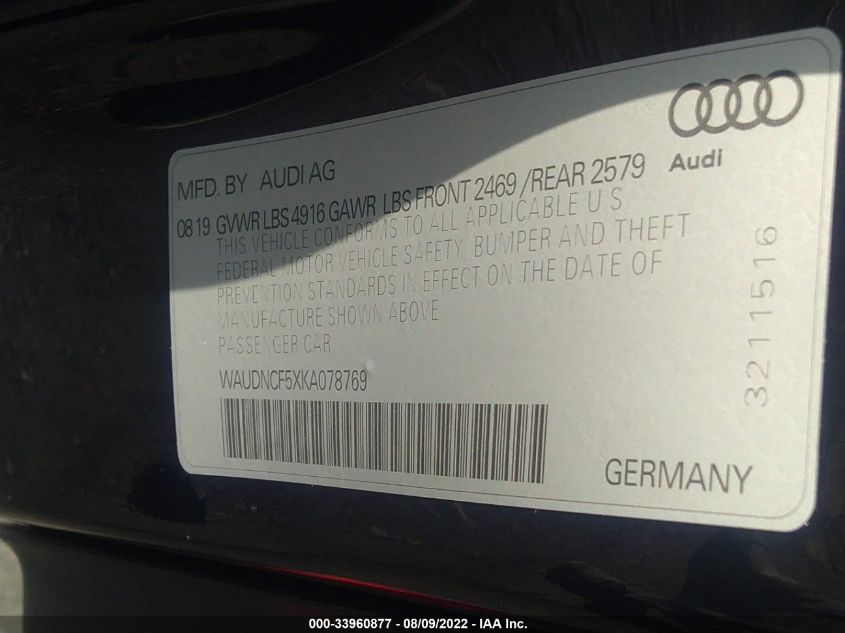 Audi
MFD. BY AUDI AG
08 19 GVWR LBS 4916 GAWR LBS FRONT 2469 /REAR 2579
THIS VEHICLE CONFORMS TO ALL APPLICABLE U S
FEDERAL MOTOR VEHICLE SAFETY, BUMPER AND THEFT
PREVENTION STANDARDS IN EFFECT ON THE DATE OF
MANUFACTURE SHOWN ABOVE
PASSENGER CAR
WAUDNCF5XKA078769
32111516
GERMANY
000-33960877 - 08/09/2022 - IAAI Inc.